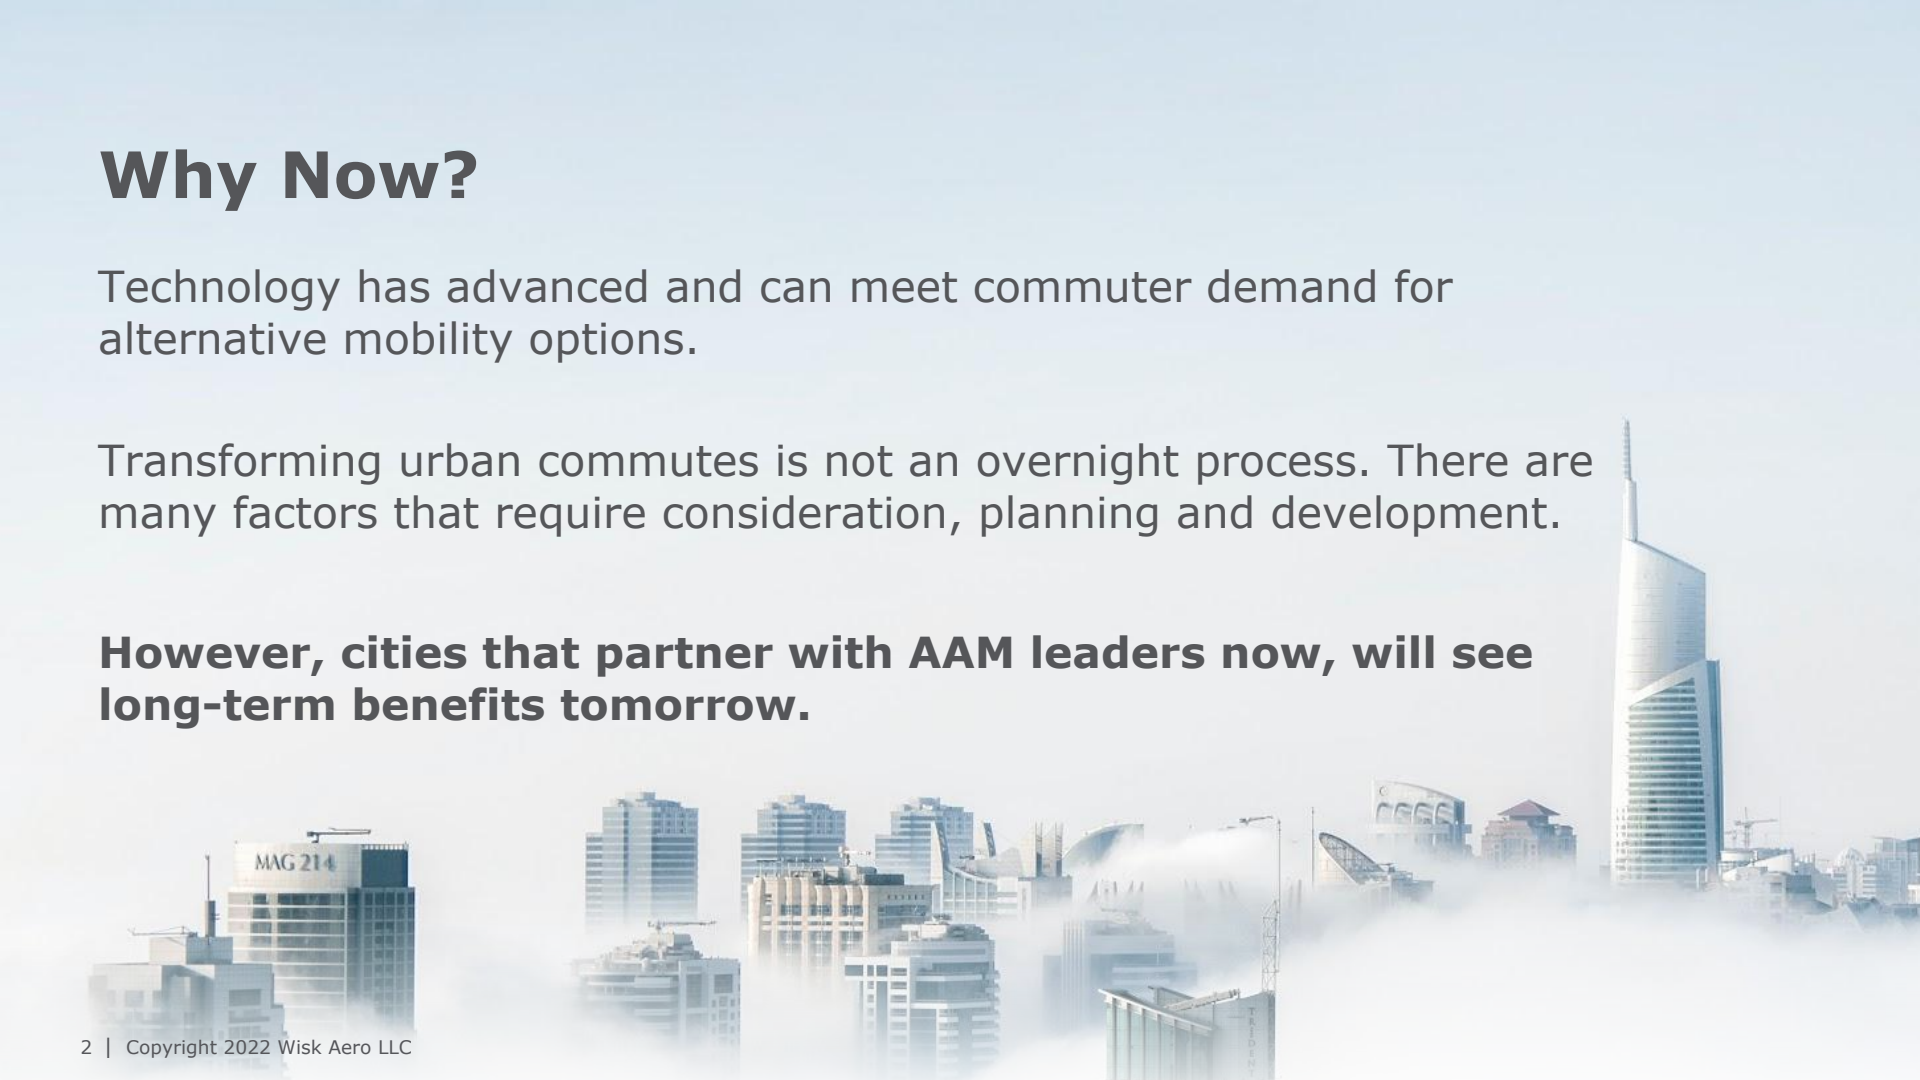 Why Now?
Technology has advanced and can meet commuter demand for
alternative mobility options.
Transforming urban commutes is not an overnight process. There are
many factors that require consideration, planning and development.
However, cities that partner with AAM leaders now, will see
long-term benefits tomorrow.
MAG 214
TRIDENT
2 | Copyright 2022 Wisk Aero LLC